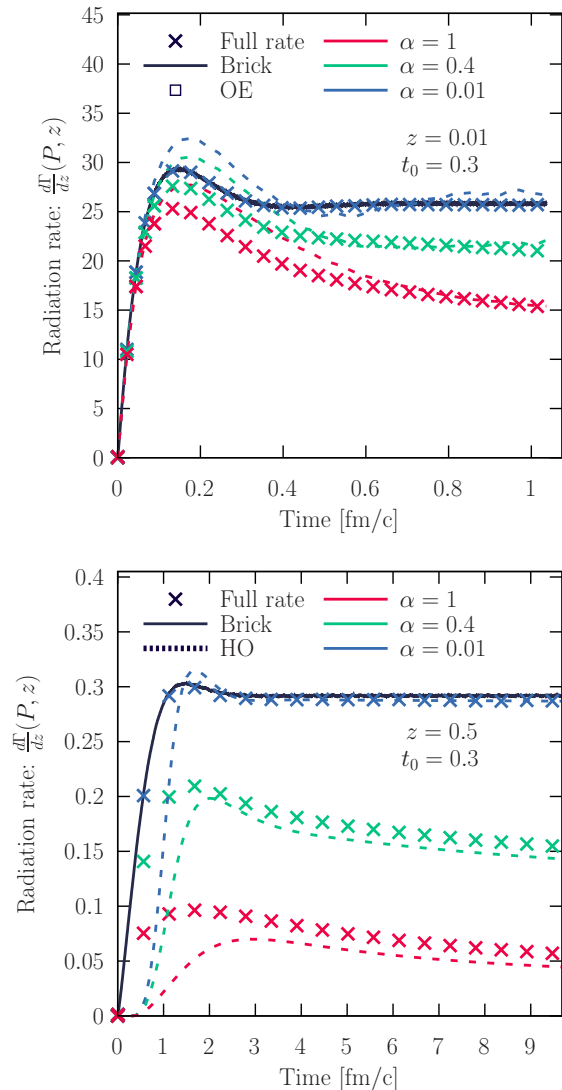 45
40
35
30
25
20
15
10
5
0
Radiation rate: $\frac{d\Gamma}{dz}(P, z)$
Full rate
Brick
OE
α = 1
α = 0.4
α = 0.01
z = 0.01
t₀ = 0.3
0 0.2 0.4 0.6 0.8 1
Time [fm/c]
0.4
0.35
0.3
0.25
0.2
0.15
0.1
0.05
0
Radiation rate: $\frac{d\Gamma}{dz}(P, z)$
Full rate
Brick
HO
α = 1
α = 0.4
α = 0.01
z = 0.5
t₀ = 0.3
0 1 2 3 4 5 6 7 8 9
Time [fm/c]